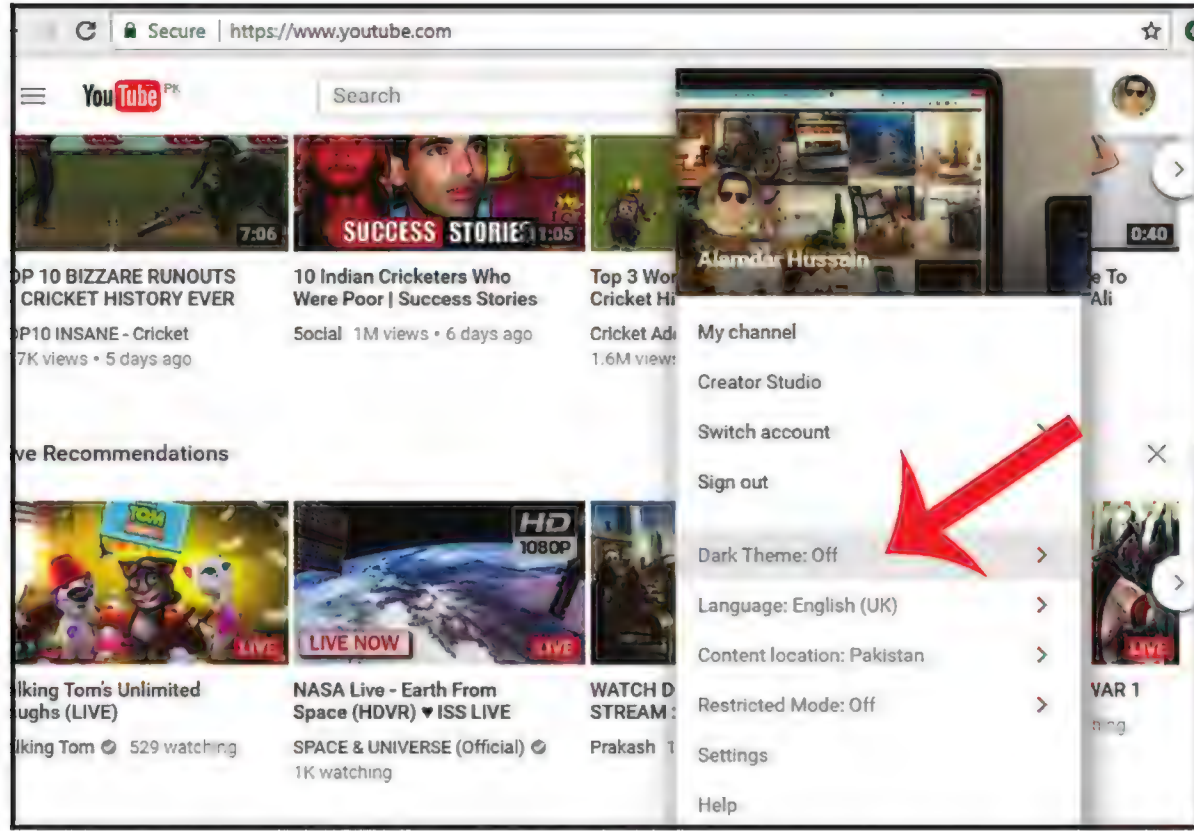 Secure | https://www.youtube.com
YouTube PK
Search
7:06
SUCCESS STORIES 11:05
0:40
OP 10 BIZZARE RUNOUTS
CRICKET HISTORY EVER
OP10 INSANE - Cricket
7K views • 5 days ago
10 Indian Cricketers Who
Were Poor | Success Stories
5ocial 1M views • 6 days ago
Top 3 Wor
Cricket Hi
Cricket Ad
1.6M views
e To
Ali
Alamdar Hussain
My channel
Creator Studio
Switch account
Sign out
Dark Theme: Off
Language: English (UK)
Content location: Pakistan
Restricted Mode: Off
Settings
Help
ve Recommendations
TOM
LIVE
HD
1080P
LIVE NOW
LIVE
LIVE
lking Tom's Unlimited
ughs (LIVE)
lking Tom 529 watching
NASA Live - Earth From
Space (HDVR) ♥ ISS LIVE
SPACE & UNIVERSE (Official)
1K watching
WATCH D
STREAM :
Prakash 1
WAR 1